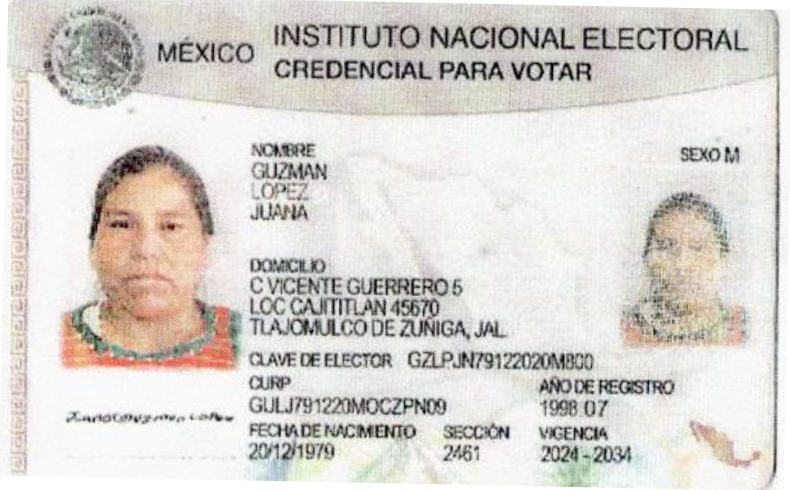 MÉXICO
INSTITUTO NACIONAL ELECTORAL
CREDENCIAL PARA VOTAR
NOMBRE
GUZMAN
LOPEZ
JUANA
SEXO M
DOMICILIO
C VICENTE GUERRERO 5
LOC CAJITITLAN 45670
TLAJOMULCO DE ZUÑIGA, JAL.
CLAVE DE ELECTOR GZLPJN79122020M800
CURP
GULJ791220MOCZPN09
AÑO DE REGISTRO
1998 07
FECHA DE NACIMIENTO
20/12/1979
SECCIÓN
2461
VIGENCIA
2024 - 2034
Juana Guzman Lopez